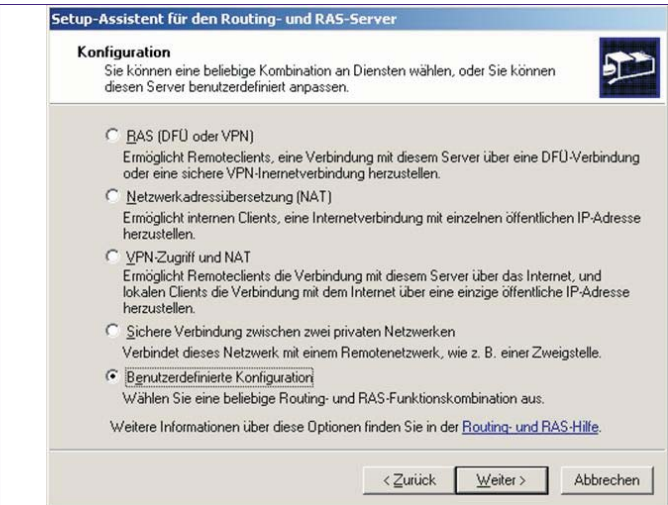 Setup-Assistent für den Routing- und RAS-Server
Konfiguration
Sie können eine beliebige Kombination an Diensten wählen, oder Sie können
diesen Server benutzerdefiniert anpassen.
RAS (DFÜ oder VPN)
Ermöglicht Remoteclients, eine Verbindung mit diesem Server über eine DFÜ-Verbindung
oder eine sichere VPN-Inernetverbindung herzustellen.
Netzwerkadressübersetzung (NAT)
Ermöglicht internen Clients, eine Internetverbindung mit einzelnen öffentlichen IP-Adresse
herzustellen.
VPN-Zugriff und NAT
Ermöglicht Remoteclients die Verbindung mit diesem Server über das Internet, und
lokalen Clients die Verbindung mit dem Internet über eine einzige öffentliche IP-Adresse
herzustellen.
Sichere Verbindung zwischen zwei privaten Netzwerken
Verbindet dieses Netzwerk mit einem Remotenetzwerk, wie z. B. einer Zweigstelle.
Benutzerdefinierte Konfiguration
Wählen Sie eine beliebige Routing- und RAS-Funktionskombination aus.
Weitere Informationen über diese Optionen finden Sie in der Routing- und RAS-Hilfe.
< Zurück Weiter > Abbrechen